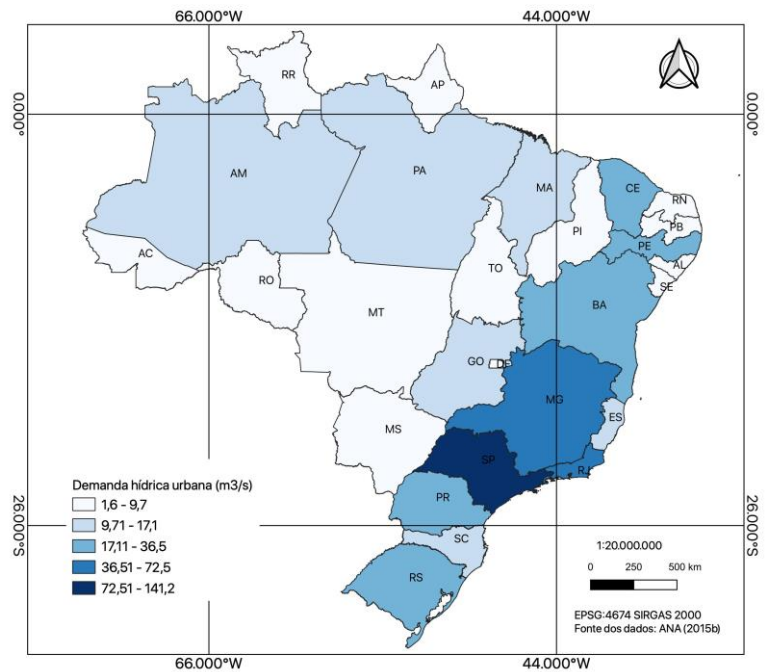 66.000°W 44.000°W
0.000° 0.000°
RR
AP
AM
PA
MA
CE
RN
PB
PI
PE
AC
AL
TO
RO
SE
BA
MT
GO
DF
MG
ES
MS
SP
RJ
PR
SC
RS
Demanda hídrica urbana (m3/s)
1,6 - 9,7
9,71 - 17,1
17,11 - 36,5
36,51 - 72,5
72,51 - 141,2
26.000°S 26.000°S
1:20.000.000
0 250 500 km
EPSG:4674 SIRGAS 2000
Fonte dos dados: ANA (2015b)
66.000°W 44.000°W